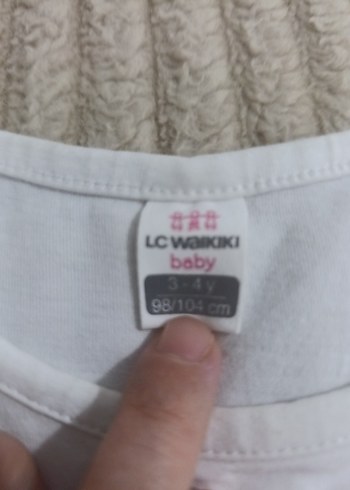 LC WAIKIKI
baby
3 - 4 y
98/104 cm